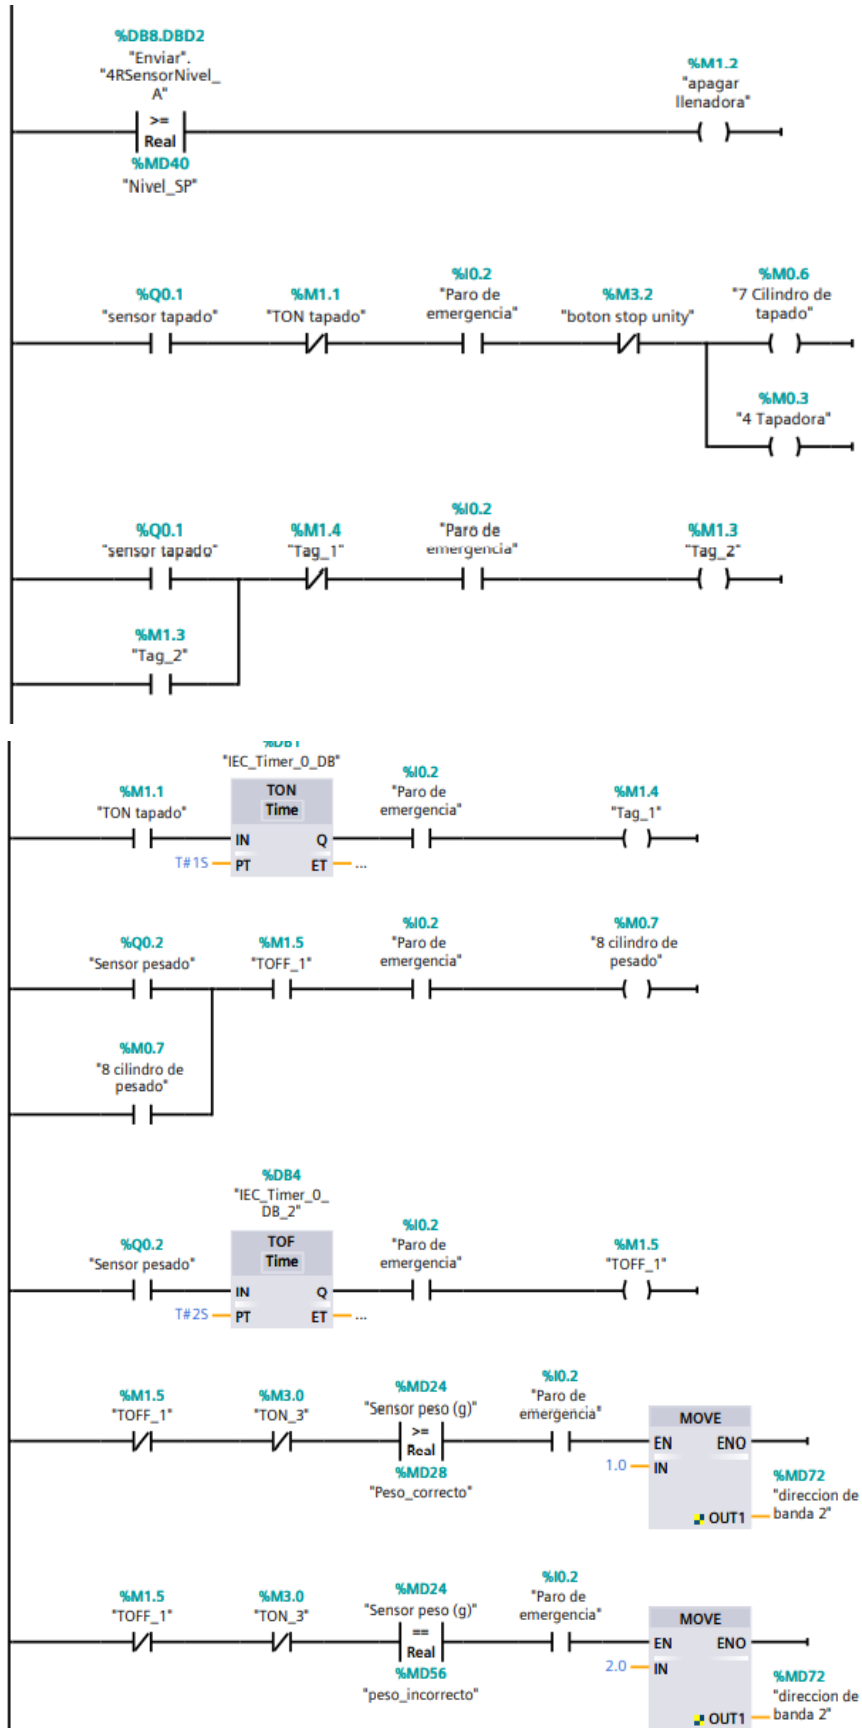 %DB8.DBD2
"Enviar".
"4RSensorNivel_
A"
>=
Real
%MD40
"Nivel_SP"
%M1.2
"apagar
llenadora"
%Q0.1
"sensor tapado"
%M1.1
"TON tapado"
%I0.2
"Paro de
emergencia"
%M3.2
"boton stop unity"
%M0.6
"7 Cilindro de
tapado"
%M0.3
"4 Tapadora"
%Q0.1
"sensor tapado"
%M1.4
"Tag_1"
%I0.2
"Paro de
emergencia"
%M1.3
"Tag_2"
%M1.3
"Tag_2"
%DB1
"IEC_Timer_0_DB"
%M1.1
"TON tapado"
TON
Time
IN Q
T#1S PT ET ...
%I0.2
"Paro de
emergencia"
%M1.4
"Tag_1"
%Q0.2
"Sensor pesado"
%M1.5
"TOFF_1"
%I0.2
"Paro de
emergencia"
%M0.7
"8 cilindro de
pesado"
%M0.7
"8 cilindro de
pesado"
%DB4
"IEC_Timer_0_
DB_2"
%Q0.2
"Sensor pesado"
TOF
Time
IN Q
T#2S PT ET ...
%I0.2
"Paro de
emergencia"
%M1.5
"TOFF_1"
%M1.5
"TOFF_1"
%M3.0
"TON_3"
%MD24
"Sensor peso (g)"
>=
Real
%MD28
"Peso_correcto"
%I0.2
"Paro de
emergencia"
MOVE
EN ENO
1.0 IN
OUT1
%MD72
"direccion de
banda 2"
%M1.5
"TOFF_1"
%M3.0
"TON_3"
%MD24
"Sensor peso (g)"
==
Real
%MD56
"peso_incorrecto"
%I0.2
"Paro de
emergencia"
MOVE
EN ENO
2.0 IN
OUT1
%MD72
"direccion de
banda 2"